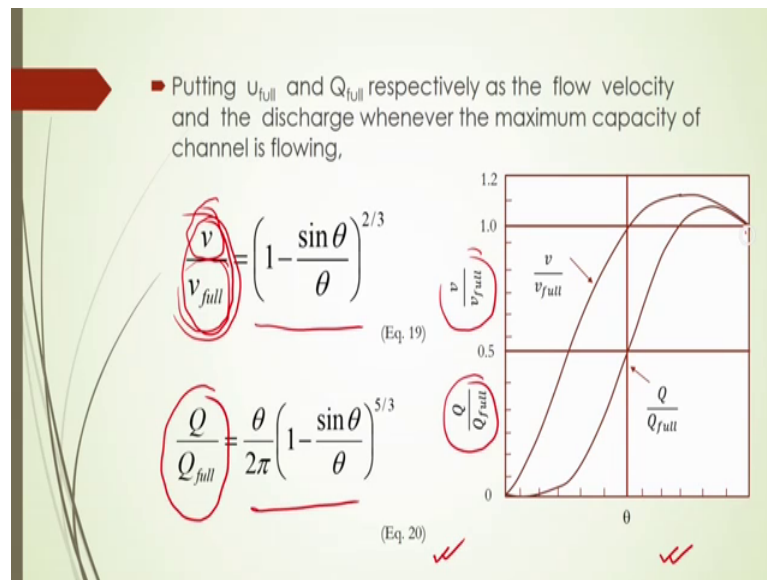 Putting u_full and Q_full respectively as the flow velocity
and the discharge whenever the maximum capacity of
channel is flowing,
v/v_full = (1 − sin θ/θ)^2/3
(Eq. 19)
Q/Q_full = θ/2π (1 − sin θ/θ)^5/3
(Eq. 20)
1.2
1.0
v/v_full
v/v_full
0.5
Q/Q_full
Q/Q_full
0
θ